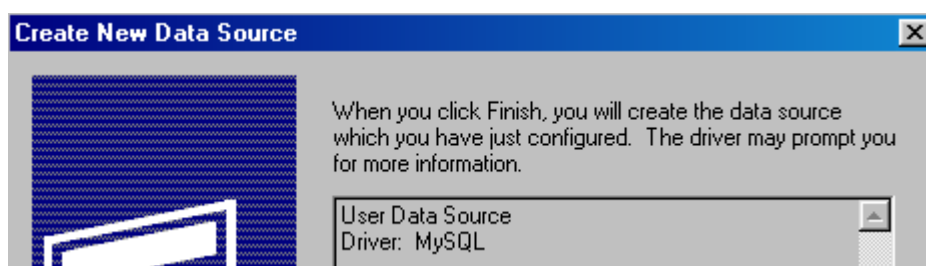 Create New Data Source
When you click Finish, you will create the data source
which you have just configured.  The driver may prompt you
for more information.
User Data Source
Driver:  MySQL